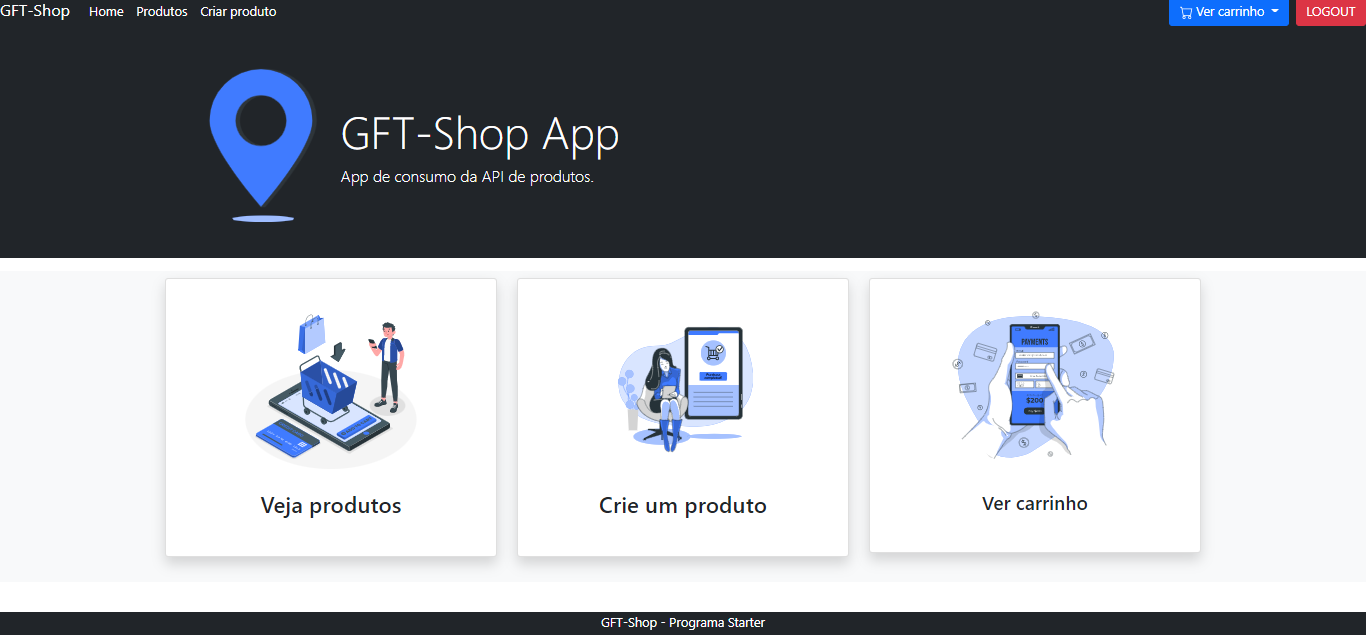 GFT-Shop Home Produtos Criar produto Ver carrinho LOGOUT
GFT-Shop App
App de consumo da API de produtos.
PAYMENTS
$200
Veja produtos
Crie um produto
Ver carrinho
GFT-Shop - Programa Starter